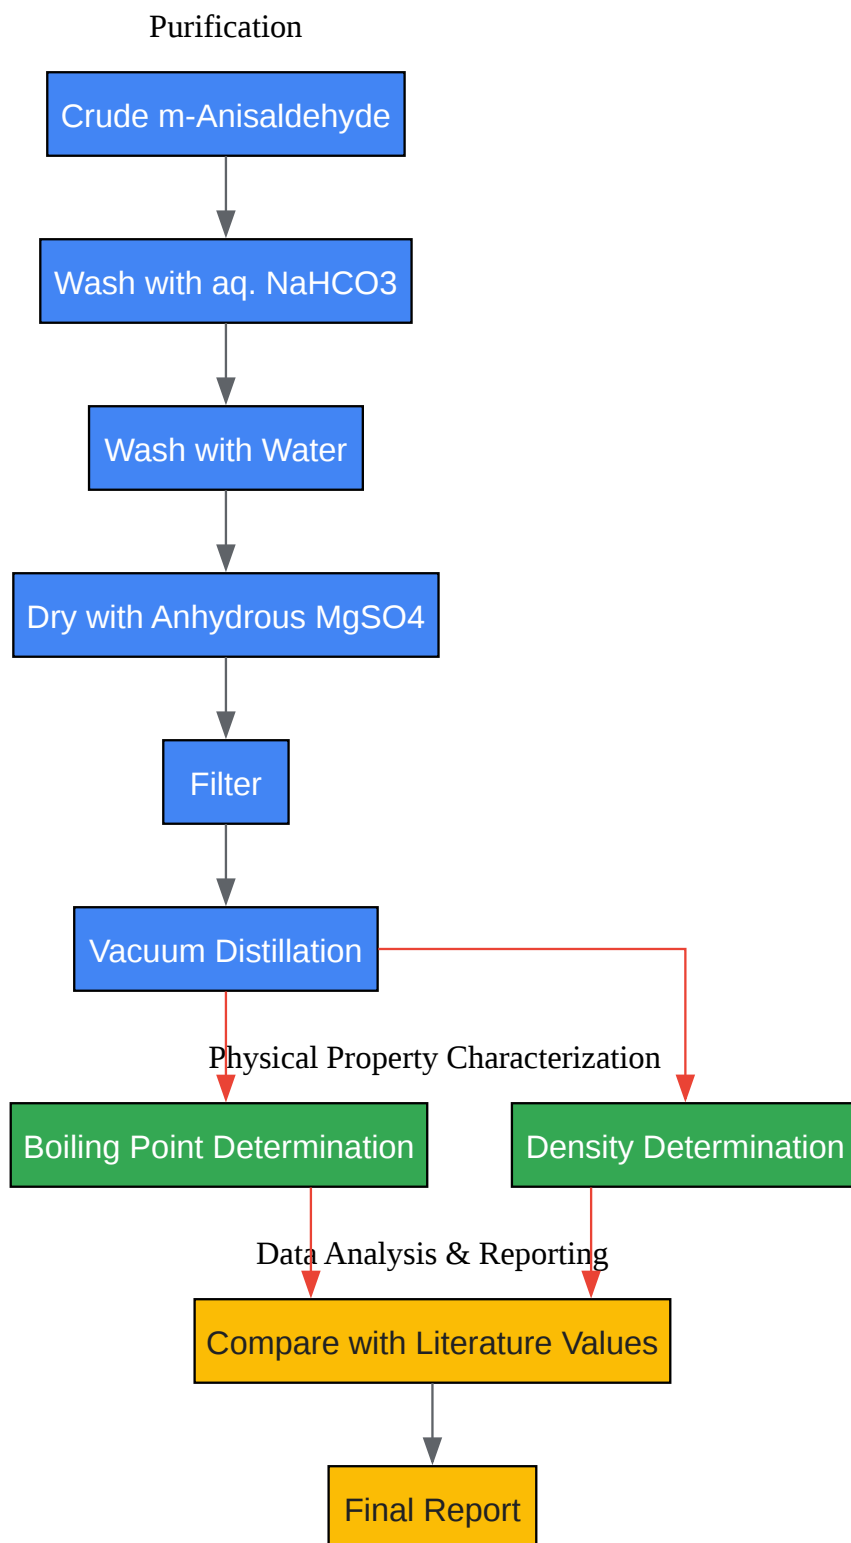 Purification
Crude m-Anisaldehyde
Wash with aq. NaHCO3
Wash with Water
Dry with Anhydrous MgSO4
Filter
Vacuum Distillation
Physical Property Characterization
Boiling Point Determination
Density Determination
Data Analysis & Reporting
Compare with Literature Values
Final Report